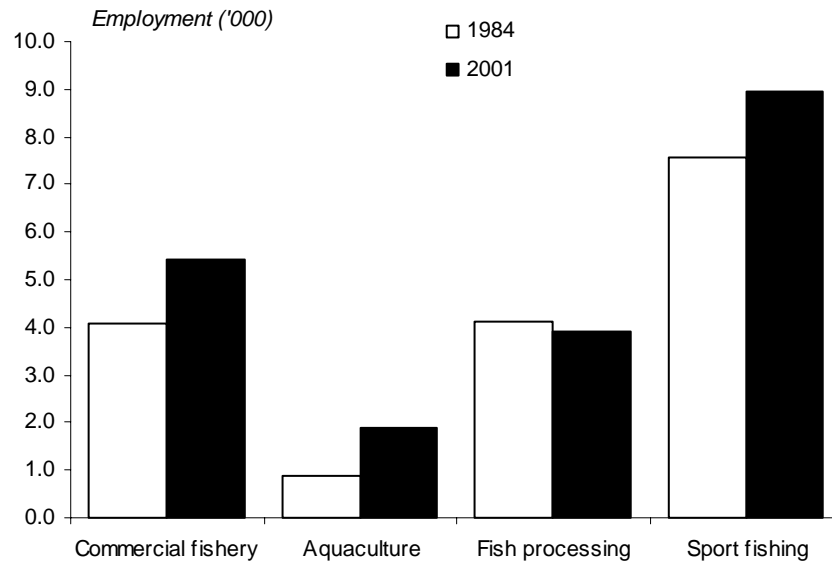 Employment ('000)
1984
2001
10.0
9.0
8.0
7.0
6.0
5.0
4.0
3.0
2.0
1.0
0.0
Commercial fishery
Aquaculture
Fish processing
Sport fishing